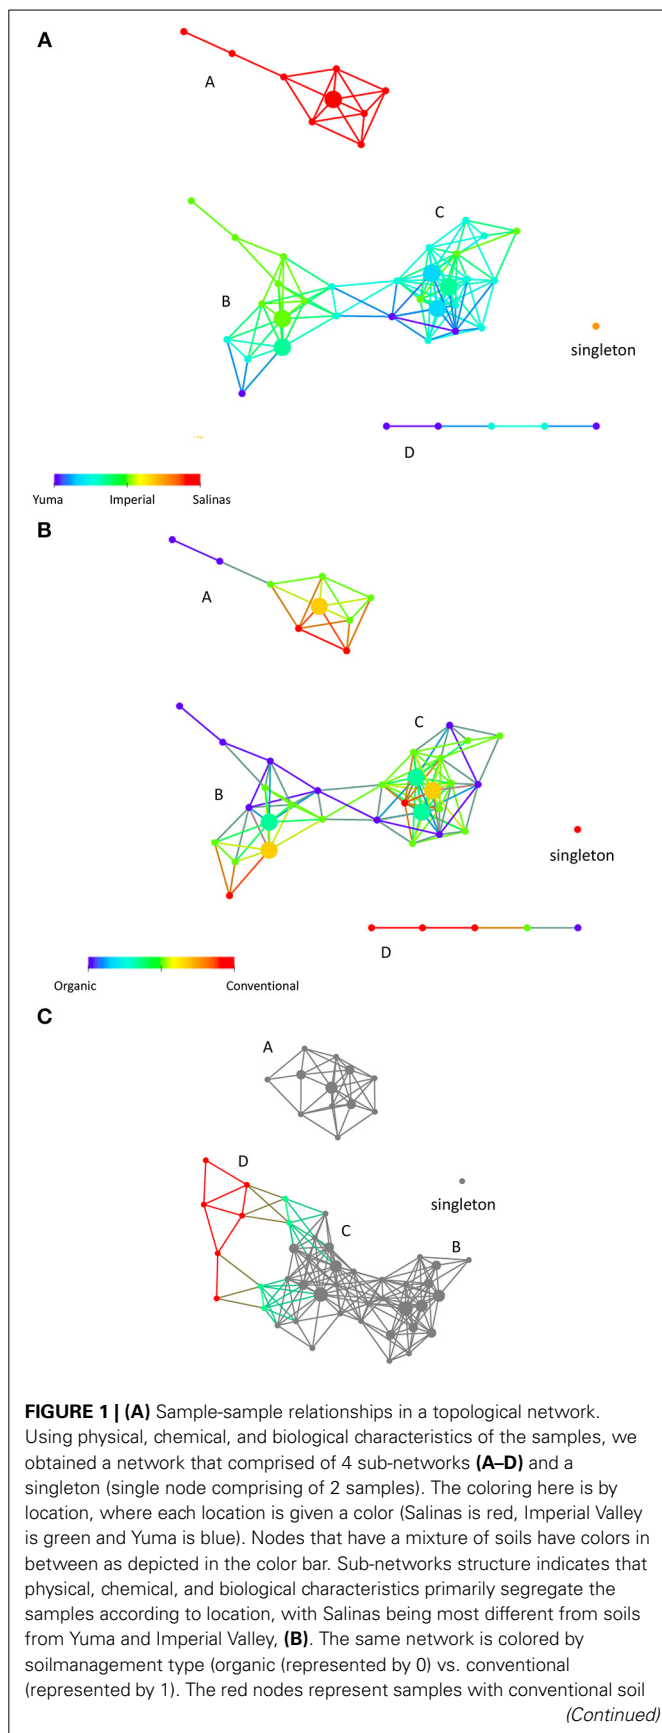 A
A
C
B
singleton
D
Yuma Imperial Salinas
B
A
C
B
singleton
D
Organic Conventional
C
A
D
singleton
C
B
FIGURE 1 | (A) Sample-sample relationships in a topological network.
Using physical, chemical, and biological characteristics of the samples, we
obtained a network that comprised of 4 sub-networks (A–D) and a
singleton (single node comprising of 2 samples). The coloring here is by
location, where each location is given a color (Salinas is red, Imperial Valley
is green and Yuma is blue). Nodes that have a mixture of soils have colors in
between as depicted in the color bar. Sub-networks structure indicates that
physical, chemical, and biological characteristics primarily segregate the
samples according to location, with Salinas being most different from soils
from Yuma and Imperial Valley, (B). The same network is colored by
soilmanagement type (organic (represented by 0) vs. conventional
(represented by 1). The red nodes represent samples with conventional soil
(Continued)